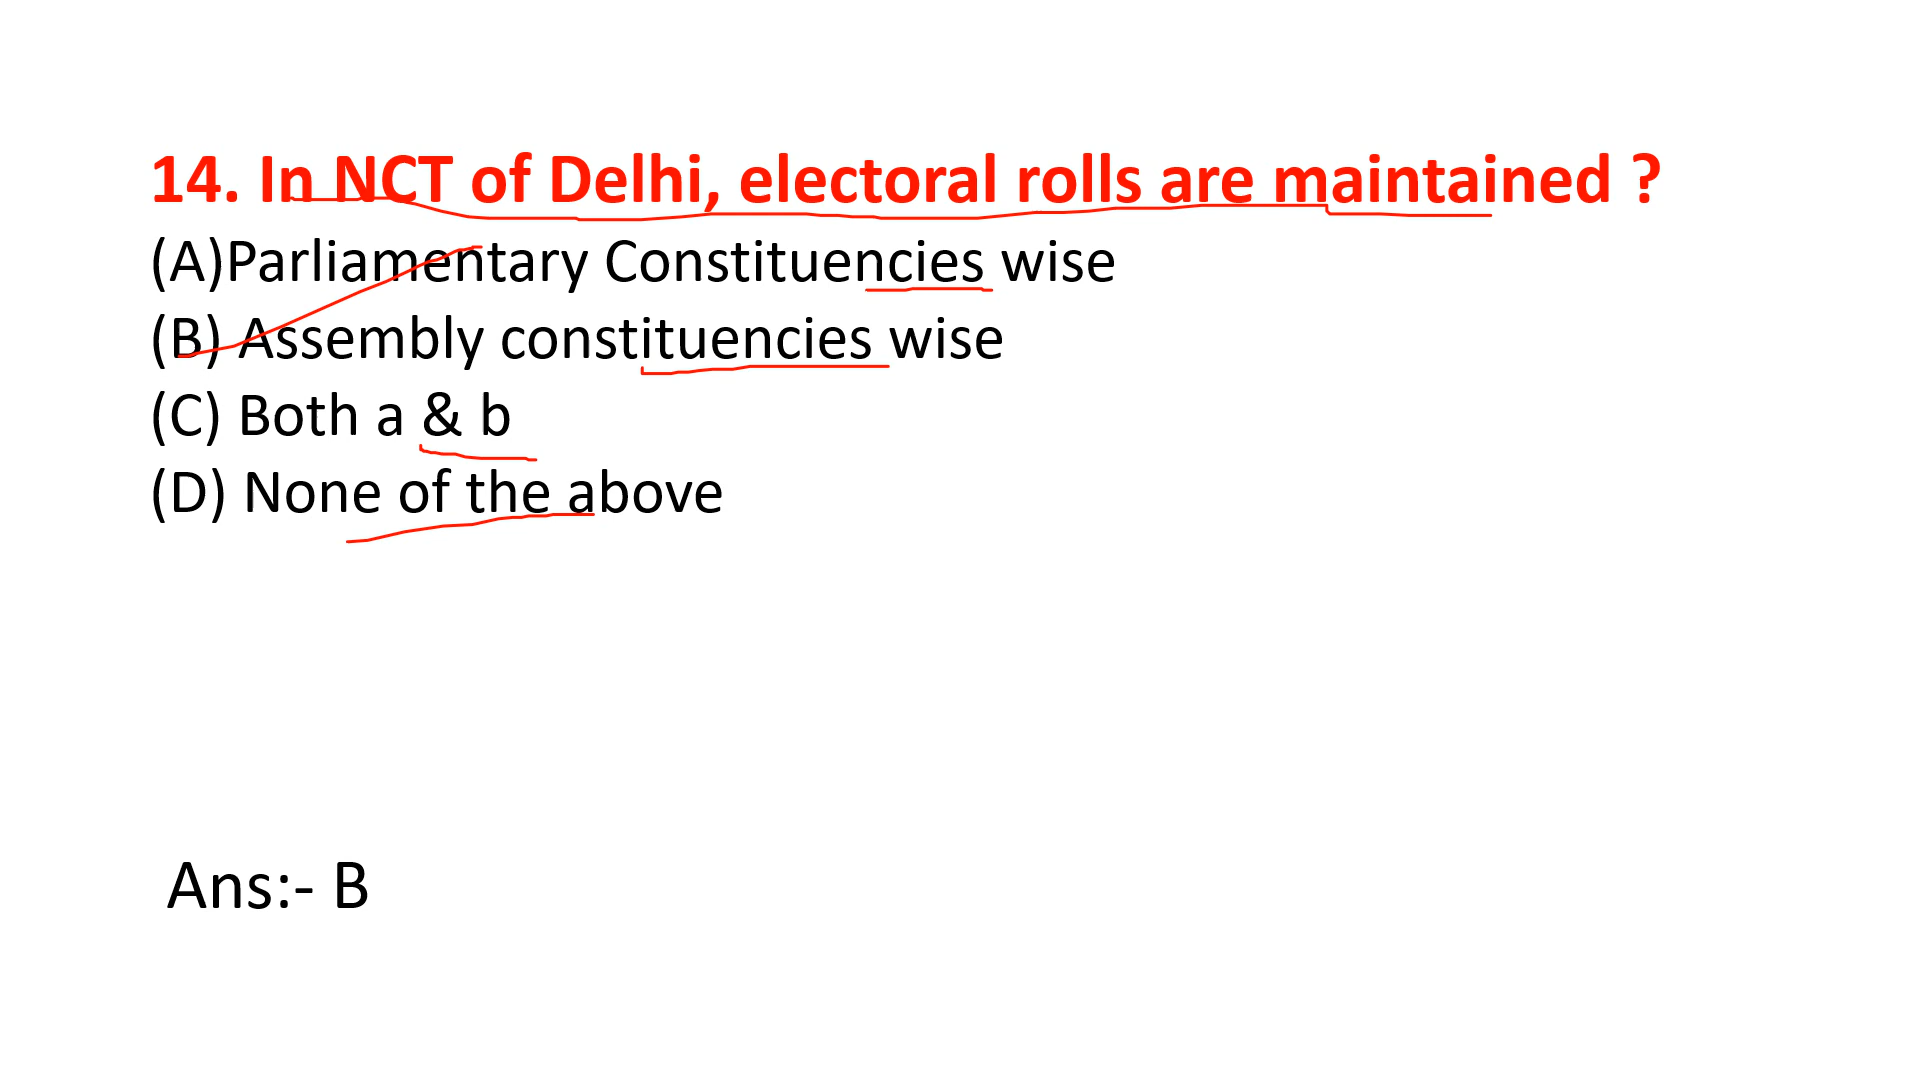 14. In NCT of Delhi, electoral rolls are maintained ?
(A)Parliamentary Constituencies wise
(B) Assembly constituencies wise
(C) Both a & b
(D) None of the above
Ans:- B